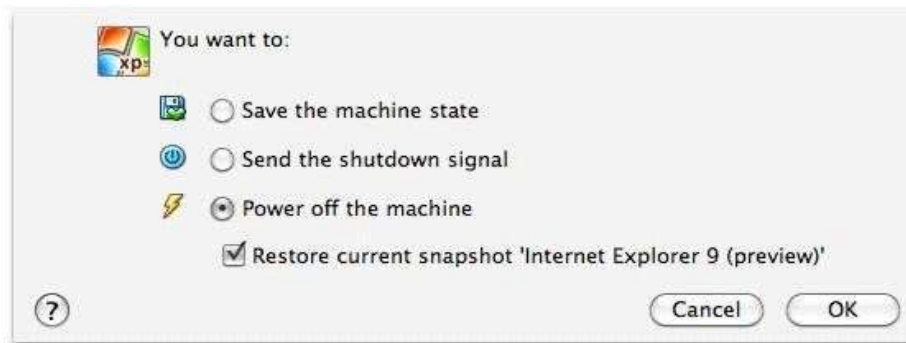 You want to:
xp
Save the machine state
Send the shutdown signal
Power off the machine
Restore current snapshot 'Internet Explorer 9 (preview)'
?
Cancel
OK